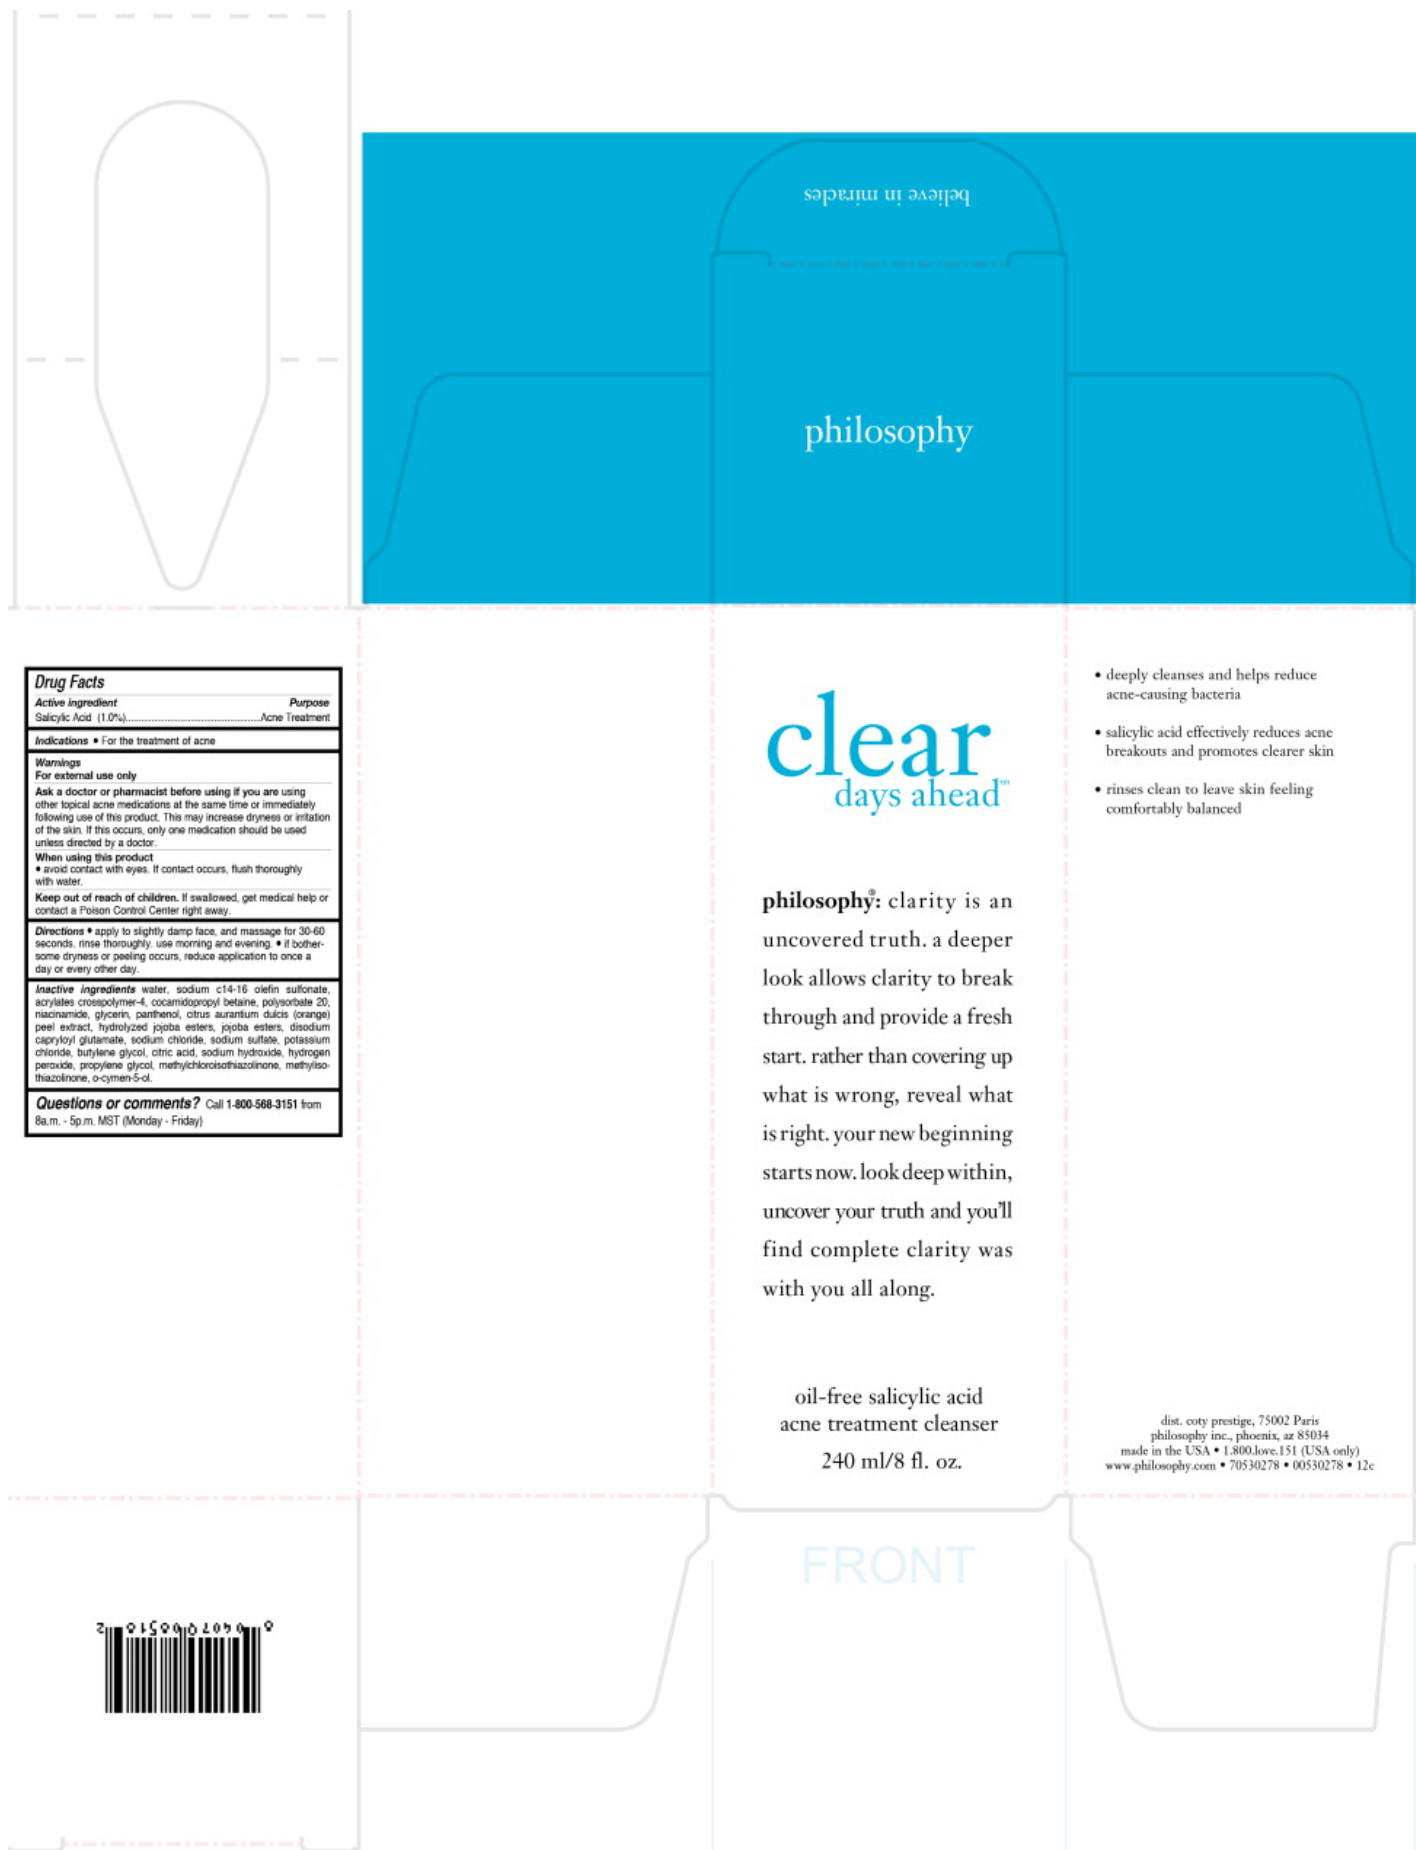 believe in miracles
philosophy
Drug Facts
Active ingredient Purpose
Salicylic Acid (1.0%)..............................................Acne Treatment
Indications • For the treatment of acne
Warnings
For external use only
Ask a doctor or pharmacist before using if you are using
other topical acne medications at the same time or immediately
following use of this product. This may increase dryness or irritation
of the skin. If this occurs, only one medication should be used
unless directed by a doctor.
When using this product
• avoid contact with eyes. If contact occurs, flush thoroughly
with water.
Keep out of reach of children. If swallowed, get medical help or
contact a Poison Control Center right away.
Directions • apply to slightly damp face, and massage for 30-60
seconds. rinse thoroughly. use morning and evening. • if bother-
some dryness or peeling occurs, reduce application to once a
day or every other day.
Inactive ingredients water, sodium c14-16 olefin sulfonate,
acrylates crosspolymer-4, cocamidopropyl betaine, polysorbate 20,
niacinamide, glycerin, panthenol, citrus aurantium dulcis (orange)
peel extract, hydrolyzed jojoba esters, jojoba esters, disodium
capryloyl glutamate, sodium chloride, sodium sulfate, potassium
chloride, butylene glycol, citric acid, sodium hydroxide, hydrogen
peroxide, propylene glycol, methylchloroisothiazolinone, methyliso-
thiazolinone, o-cymen-5-ol.
Questions or comments? Call 1-800-568-3151 from
8a.m. - 5p.m. MST (Monday - Friday)
clear
days ahead™
philosophy®: clarity is an
uncovered truth. a deeper
look allows clarity to break
through and provide a fresh
start. rather than covering up
what is wrong, reveal what
is right. your new beginning
starts now. look deep within,
uncover your truth and you'll
find complete clarity was
with you all along.
oil-free salicylic acid
acne treatment cleanser
240 ml/8 fl. oz.
• deeply cleanses and helps reduce
acne-causing bacteria
• salicylic acid effectively reduces acne
breakouts and promotes clearer skin
• rinses clean to leave skin feeling
comfortably balanced
dist. coty prestige, 75002 Paris
philosophy inc., phoenix, az 85034
made in the USA • 1.800.love.151 (USA only)
www.philosophy.com • 70530278 • 00530278 • 12c
FRONT